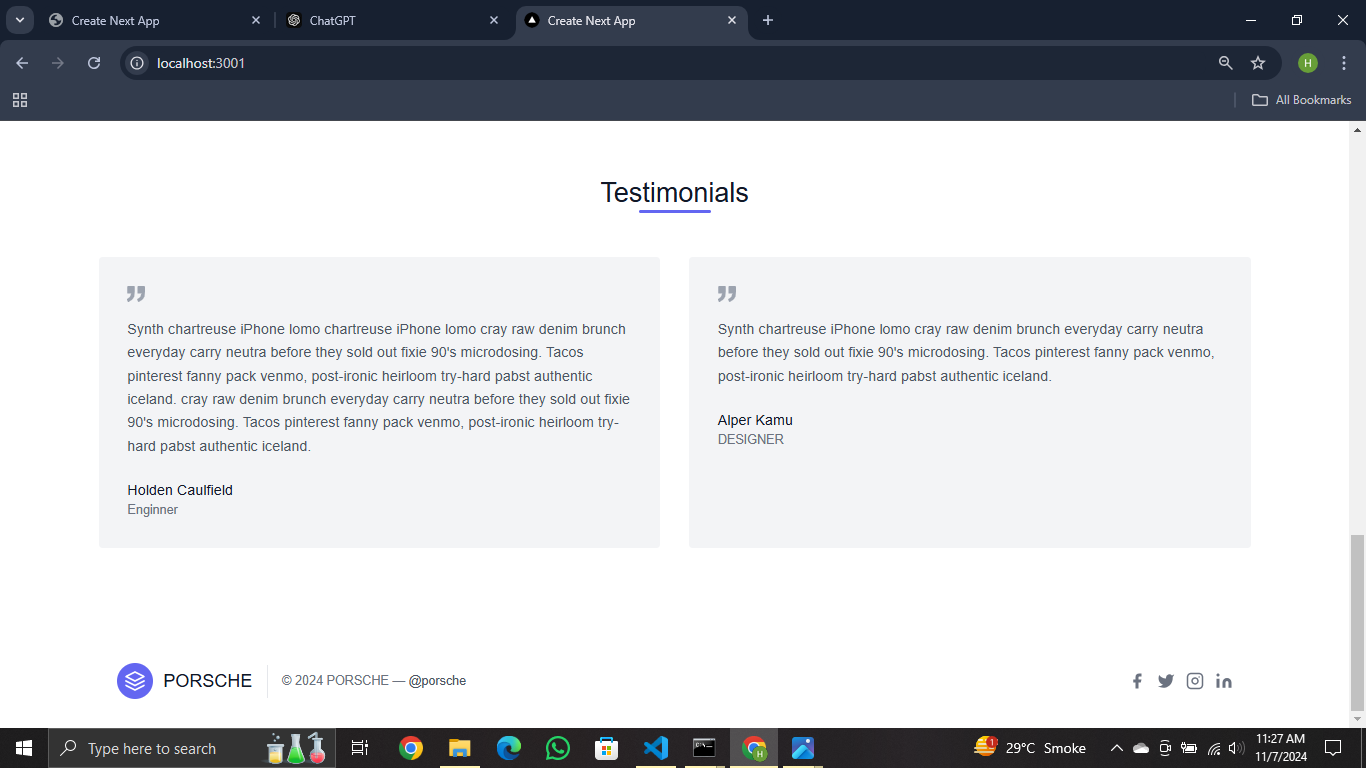 Create Next App
ChatGPT
Create Next App
localhost:3001
H
All Bookmarks
Testimonials
Synth chartreuse iPhone lomo chartreuse iPhone lomo cray raw denim brunch
everyday carry neutra before they sold out fixie 90's microdosing. Tacos
pinterest fanny pack venmo, post-ironic heirloom try-hard pabst authentic
iceland. cray raw denim brunch everyday carry neutra before they sold out fixie
90's microdosing. Tacos pinterest fanny pack venmo, post-ironic heirloom try-
hard pabst authentic iceland.
Holden Caulfield
Enginner
Synth chartreuse iPhone lomo cray raw denim brunch everyday carry neutra
before they sold out fixie 90's microdosing. Tacos pinterest fanny pack venmo,
post-ironic heirloom try-hard pabst authentic iceland.
Alper Kamu
DESIGNER
PORSCHE
© 2024 PORSCHE — @porsche
Type here to search
H
1
29°C Smoke
11:27 AM
11/7/2024